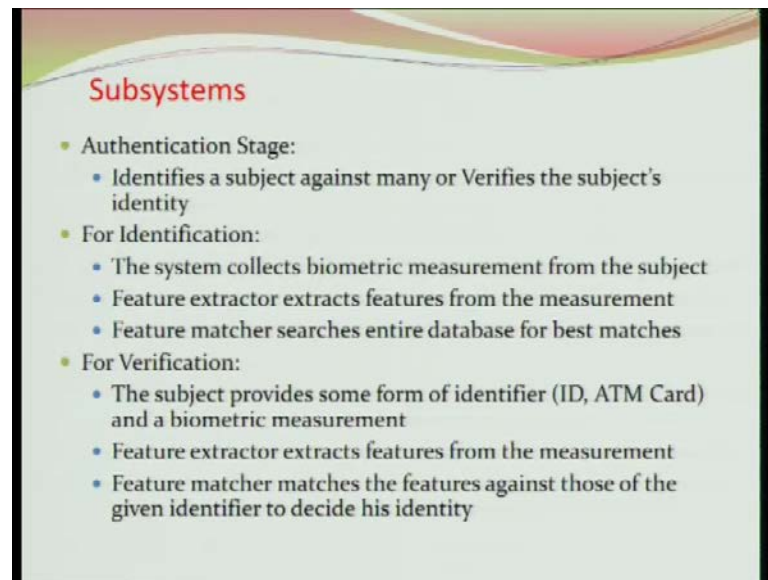 Subsystems
• Authentication Stage:
• Identifies a subject against many or Verifies the subject's
identity
• For Identification:
• The system collects biometric measurement from the subject
• Feature extractor extracts features from the measurement
• Feature matcher searches entire database for best matches
• For Verification:
• The subject provides some form of identifier (ID, ATM Card)
and a biometric measurement
• Feature extractor extracts features from the measurement
• Feature matcher matches the features against those of the
given identifier to decide his identity